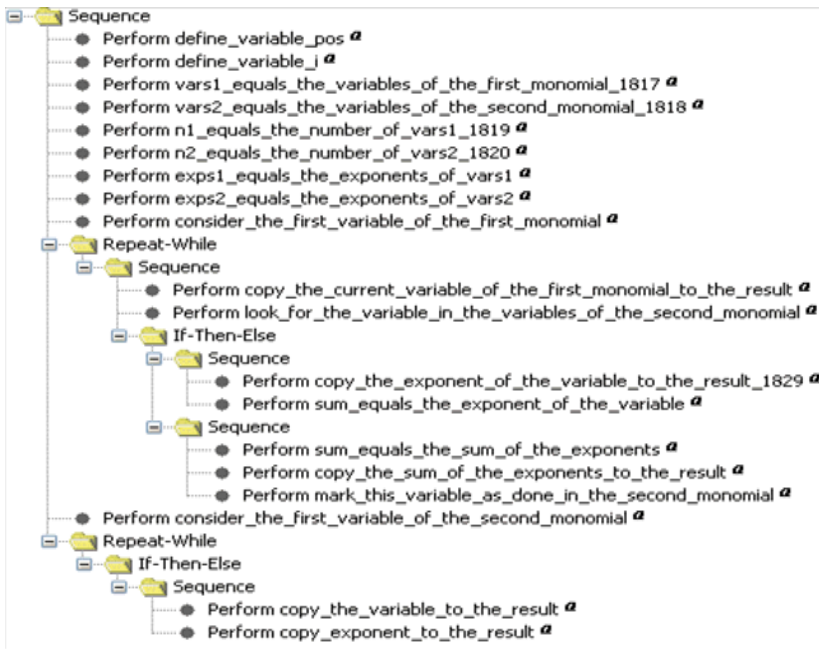 Sequence
Perform define_variable_pos a
Perform define_variable_i a
Perform vars1_equals_the_variables_of_the_first_monomial_1817 a
Perform vars2_equals_the_variables_of_the_second_monomial_1818 a
Perform n1_equals_the_number_of_vars1_1819 a
Perform n2_equals_the_number_of_vars2_1820 a
Perform exps1_equals_the_exponents_of_vars1 a
Perform exps2_equals_the_exponents_of_vars2 a
Perform consider_the_first_variable_of_the_first_monomial a
Repeat-While
Sequence
Perform copy_the_current_variable_of_the_first_monomial_to_the_result a
Perform look_for_the_variable_in_the_variables_of_the_second_monomial a
If-Then-Else
Sequence
Perform copy_the_exponent_of_the_variable_to_the_result_1829 a
Perform sum_equals_the_exponent_of_the_variable a
Sequence
Perform sum_equals_the_sum_of_the_exponents a
Perform copy_the_sum_of_the_exponents_to_the_result a
Perform mark_this_variable_as_done_in_the_second_monomial a
Perform consider_the_first_variable_of_the_second_monomial a
Repeat-While
If-Then-Else
Sequence
Perform copy_the_variable_to_the_result a
Perform copy_exponent_to_the_result a